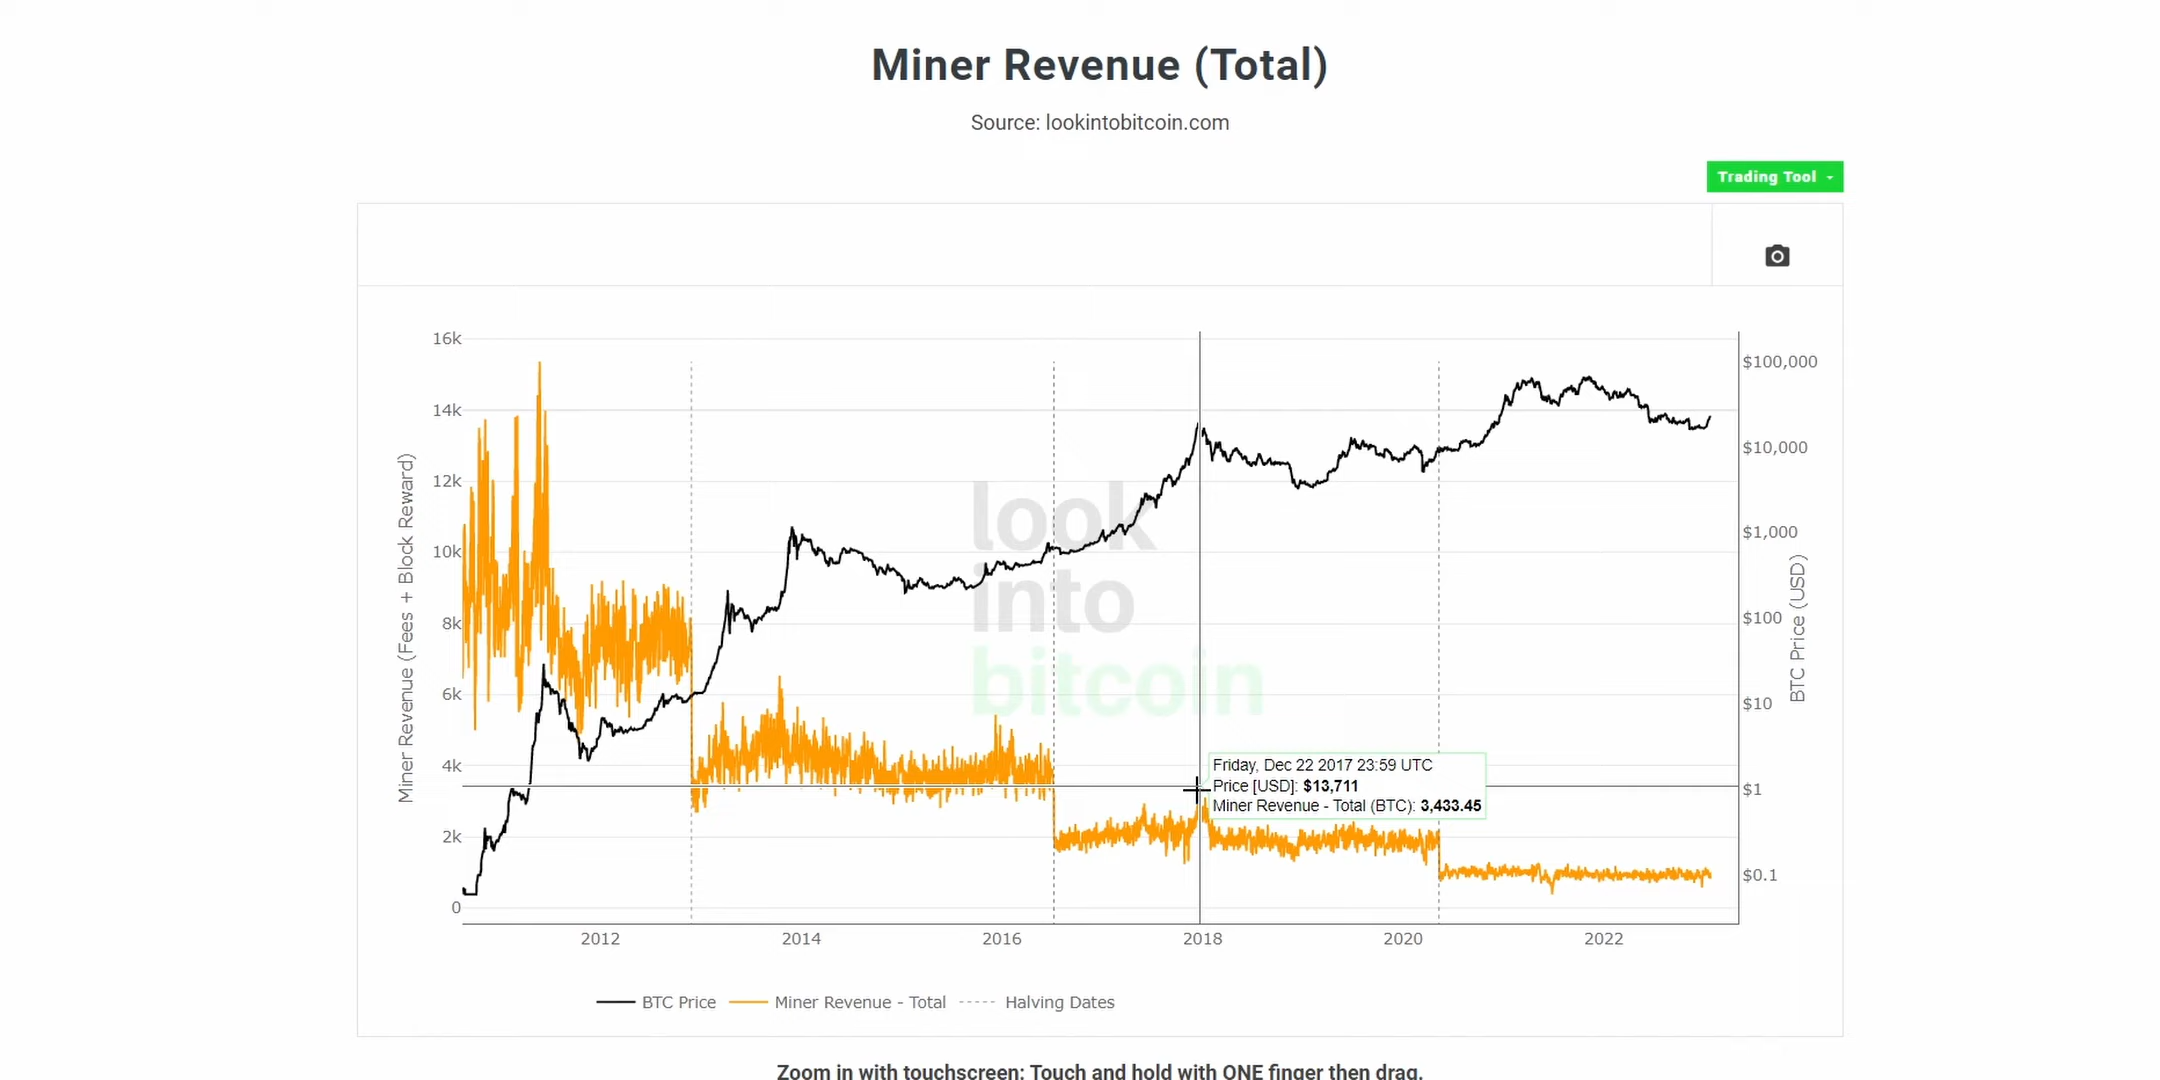 Miner Revenue (Total)
Source: lookintobitcoin.com
Trading Tool
16k
14k
12k
10k
8k
6k
4k
2k
0
Miner Revenue (Fees + Block Reward)
$100,000
$10,000
$1,000
$100
$10
$1
$0.1
BTC Price (USD)
look
into
bitcoin
Friday, Dec 22 2017 23:59 UTC
Price [USD]: $13,711
Miner Revenue - Total (BTC): 3,433.45
2012 2014 2016 2018 2020 2022
BTC Price Miner Revenue - Total Halving Dates
Zoom in with touchscreen: Touch and hold with ONE finger then drag.